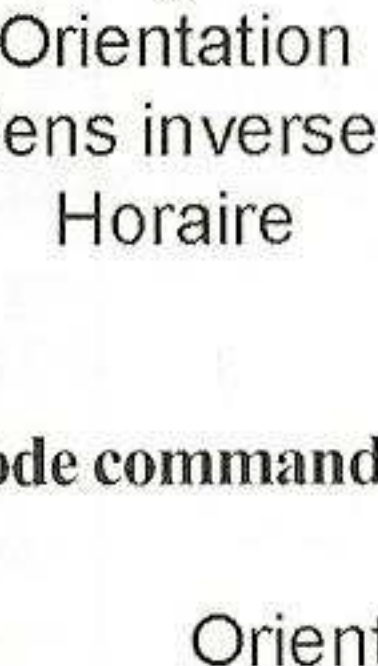 Orientation
ens inverse
Horaire
ode command
Orient